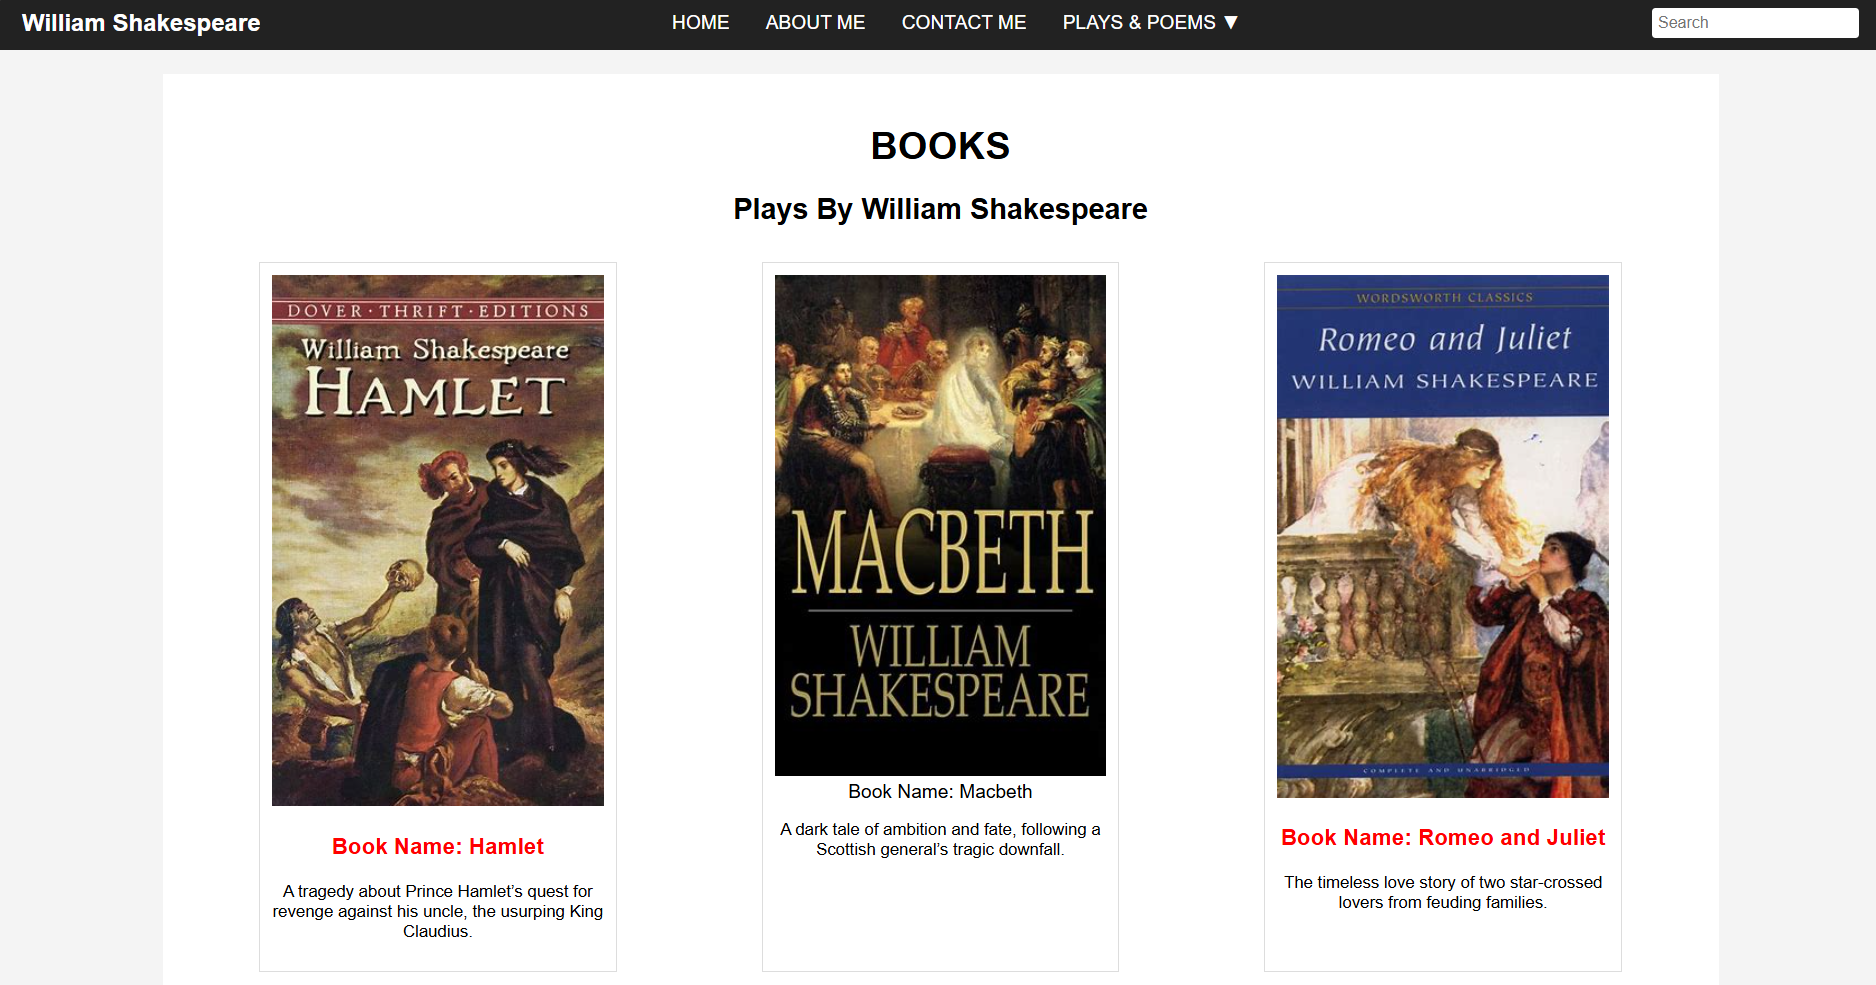 William Shakespeare
HOME ABOUT ME CONTACT ME PLAYS & POEMS ▼
Search
BOOKS
Plays By William Shakespeare
DOVER · THRIFT · EDITIONS
William Shakespeare
HAMLET
Book Name: Hamlet
A tragedy about Prince Hamlet’s quest for
revenge against his uncle, the usurping King
Claudius.
MACBETH
WILLIAM
SHAKESPEARE
Book Name: Macbeth
A dark tale of ambition and fate, following a
Scottish general’s tragic downfall.
WORDSWORTH CLASSICS
Romeo and Juliet
WILLIAM SHAKESPEARE
COMPLETE AND UNABRIDGED
Book Name: Romeo and Juliet
The timeless love story of two star-crossed
lovers from feuding families.